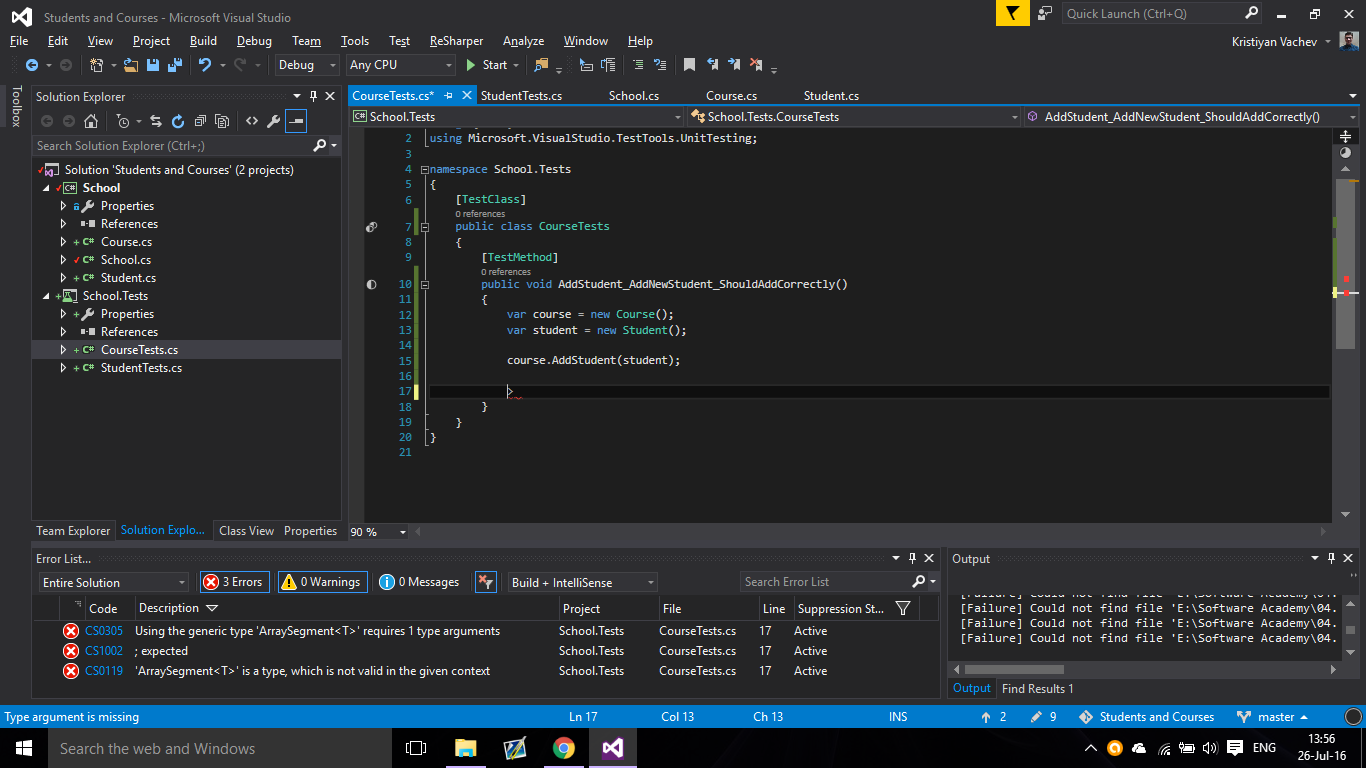 Students and Courses - Microsoft Visual Studio
Quick Launch (Ctrl+Q)
File Edit View Project Build Debug Team Tools Test ReSharper Analyze Window Help
Kristiyan Vachev
Debug Any CPU Start
Toolbox
Solution Explorer
Search Solution Explorer (Ctrl+;)
Solution 'Students and Courses' (2 projects)
School
Properties
References
Course.cs
School.cs
Student.cs
School.Tests
Properties
References
CourseTests.cs
StudentTests.cs
Team Explorer Solution Explo... Class View Properties
CourseTests.cs* StudentTests.cs School.cs Course.cs Student.cs
School.Tests School.Tests.CourseTests AddStudent_AddNewStudent_ShouldAddCorrectly()
2 using Microsoft.VisualStudio.TestTools.UnitTesting;
3
4 namespace School.Tests
5 {
6 [TestClass]
0 references
7 public class CourseTests
8 {
9 [TestMethod]
0 references
10 public void AddStudent_AddNewStudent_ShouldAddCorrectly()
11 {
12 var course = new Course();
13 var student = new Student();
14
15 course.AddStudent(student);
16
17 >
18 }
19 }
20 }
21
90 %
Error List...
Entire Solution 3 Errors 0 Warnings 0 Messages Build + IntelliSense Search Error List
Code Description Project File Line Suppression St...
CS0305 Using the generic type 'ArraySegment<T>' requires 1 type arguments School.Tests CourseTests.cs 17 Active
CS1002 ; expected School.Tests CourseTests.cs 17 Active
CS0119 'ArraySegment<T>' is a type, which is not valid in the given context School.Tests CourseTests.cs 17 Active
Output
[Failure] Could not find file 'E:\Software Academy\04.
[Failure] Could not find file 'E:\Software Academy\04.
[Failure] Could not find file 'E:\Software Academy\04.
[Failure] Could not find file 'E:\Software Academy\04.
Output Find Results 1
Type argument is missing Ln 17 Col 13 Ch 13 INS 2 9 Students and Courses master
Search the web and Windows
ENG
13:56
26-Jul-16